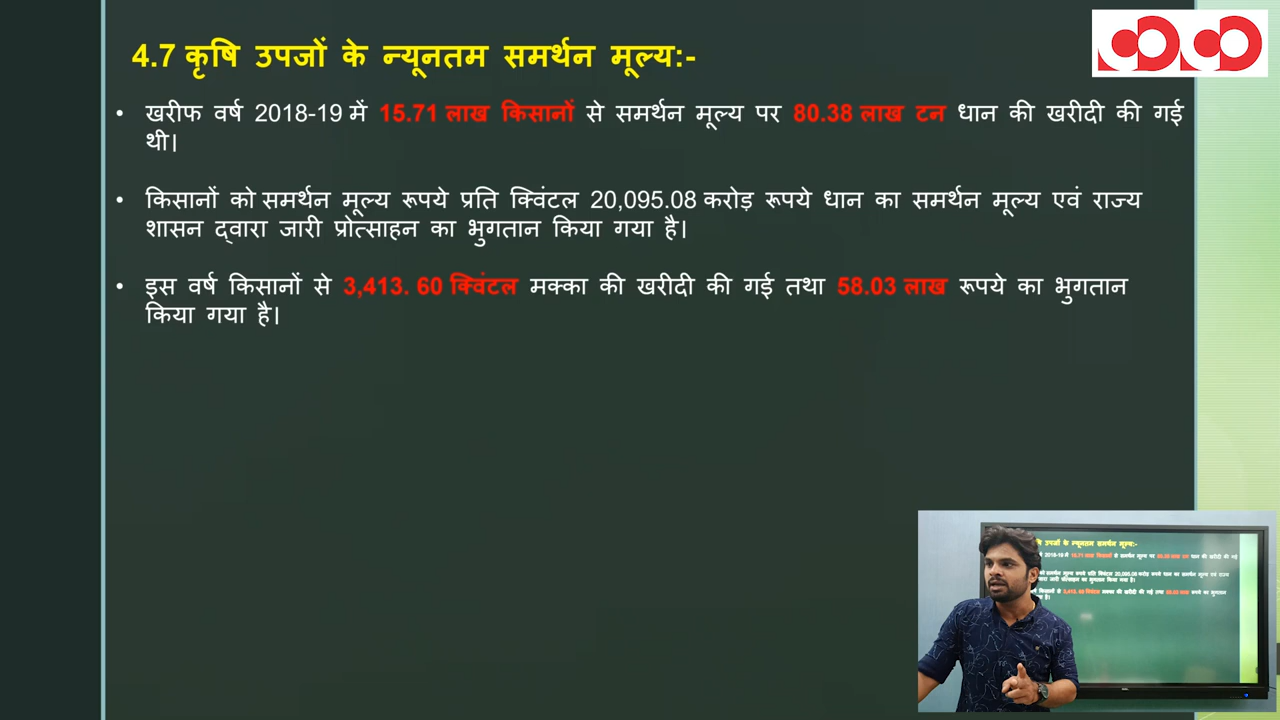 4.7 कृषि उपजों के न्यूनतम समर्थन मूल्य:-
• खरीफ वर्ष 2018-19 में 15.71 लाख किसानों से समर्थन मूल्य पर 80.38 लाख टन धान की खरीदी की गई
थी।
• किसानों को समर्थन मूल्य रूपये प्रति क्विंटल 20,095.08 करोड़ रूपये धान का समर्थन मूल्य एवं राज्य
शासन द्वारा जारी प्रोत्साहन का भुगतान किया गया है।
• इस वर्ष किसानों से 3,413. 60 क्विंटल मक्का की खरीदी की गई तथा 58.03 लाख रूपये का भुगतान
किया गया है।